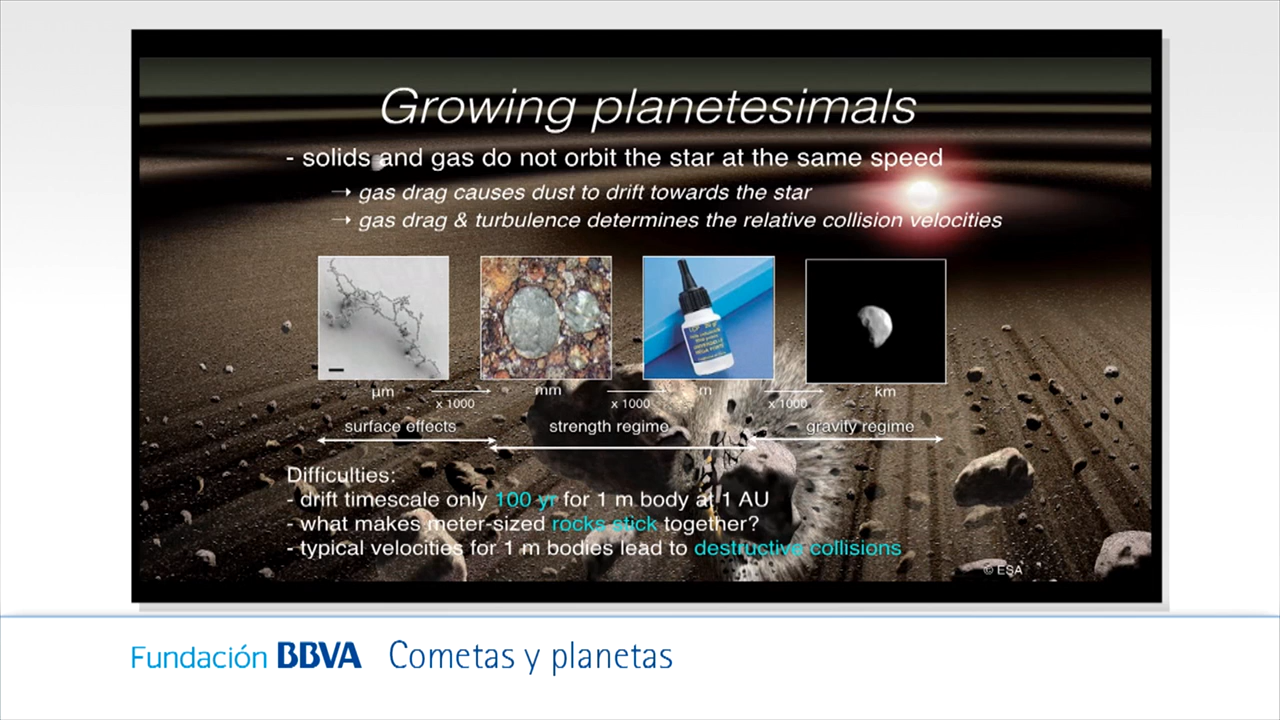 Growing planetesimals
- solids and gas do not orbit the star at the same speed
→ gas drag causes dust to drift towards the star
→ gas drag & turbulence determines the relative collision velocities
μm
mm
m
km
x 1000
x 1000
x 1000
surface effects
strength regime
gravity regime
Difficulties:
- drift timescale only 100 yr for 1 m body at 1 AU
- what makes meter-sized rocks stick together?
- typical velocities for 1 m bodies lead to destructive collisions
© ESA
Fundación BBVA Cometas y planetas